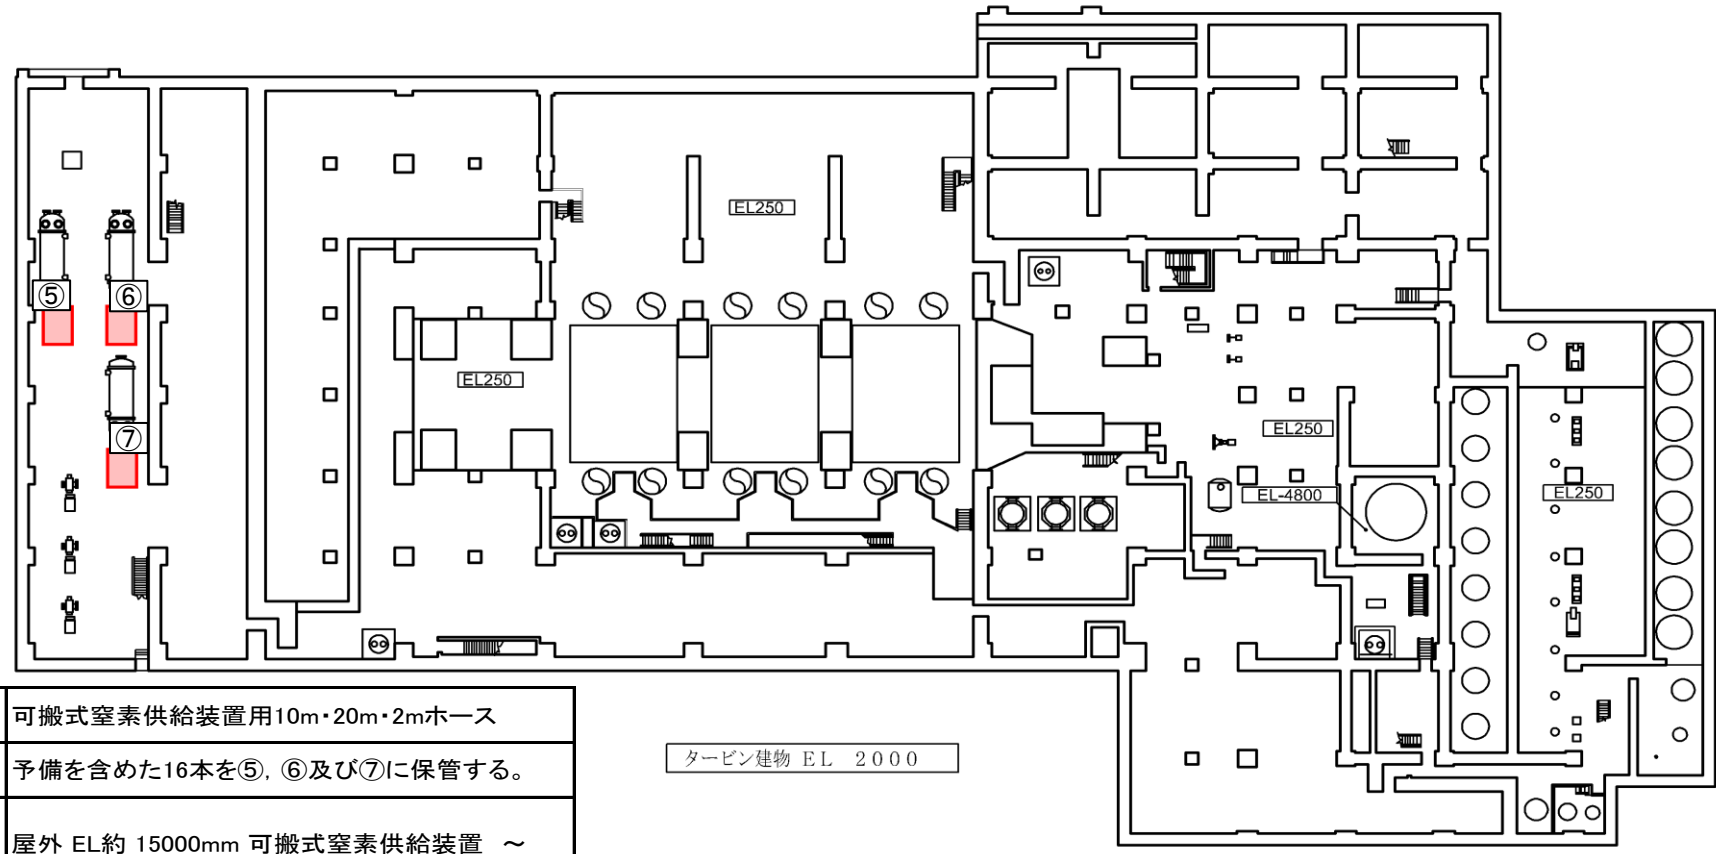 EL250
⑤
⑥
EL250
⑦
EL250
EL-4800
EL250
可搬式窒素供給装置用10m・20m・2mホース
予備を含めた16本を⑤，⑥及び⑦に保管する。
屋外 EL約 15000mm 可搬式窒素供給装置 ～
タービン建物 EL 2000